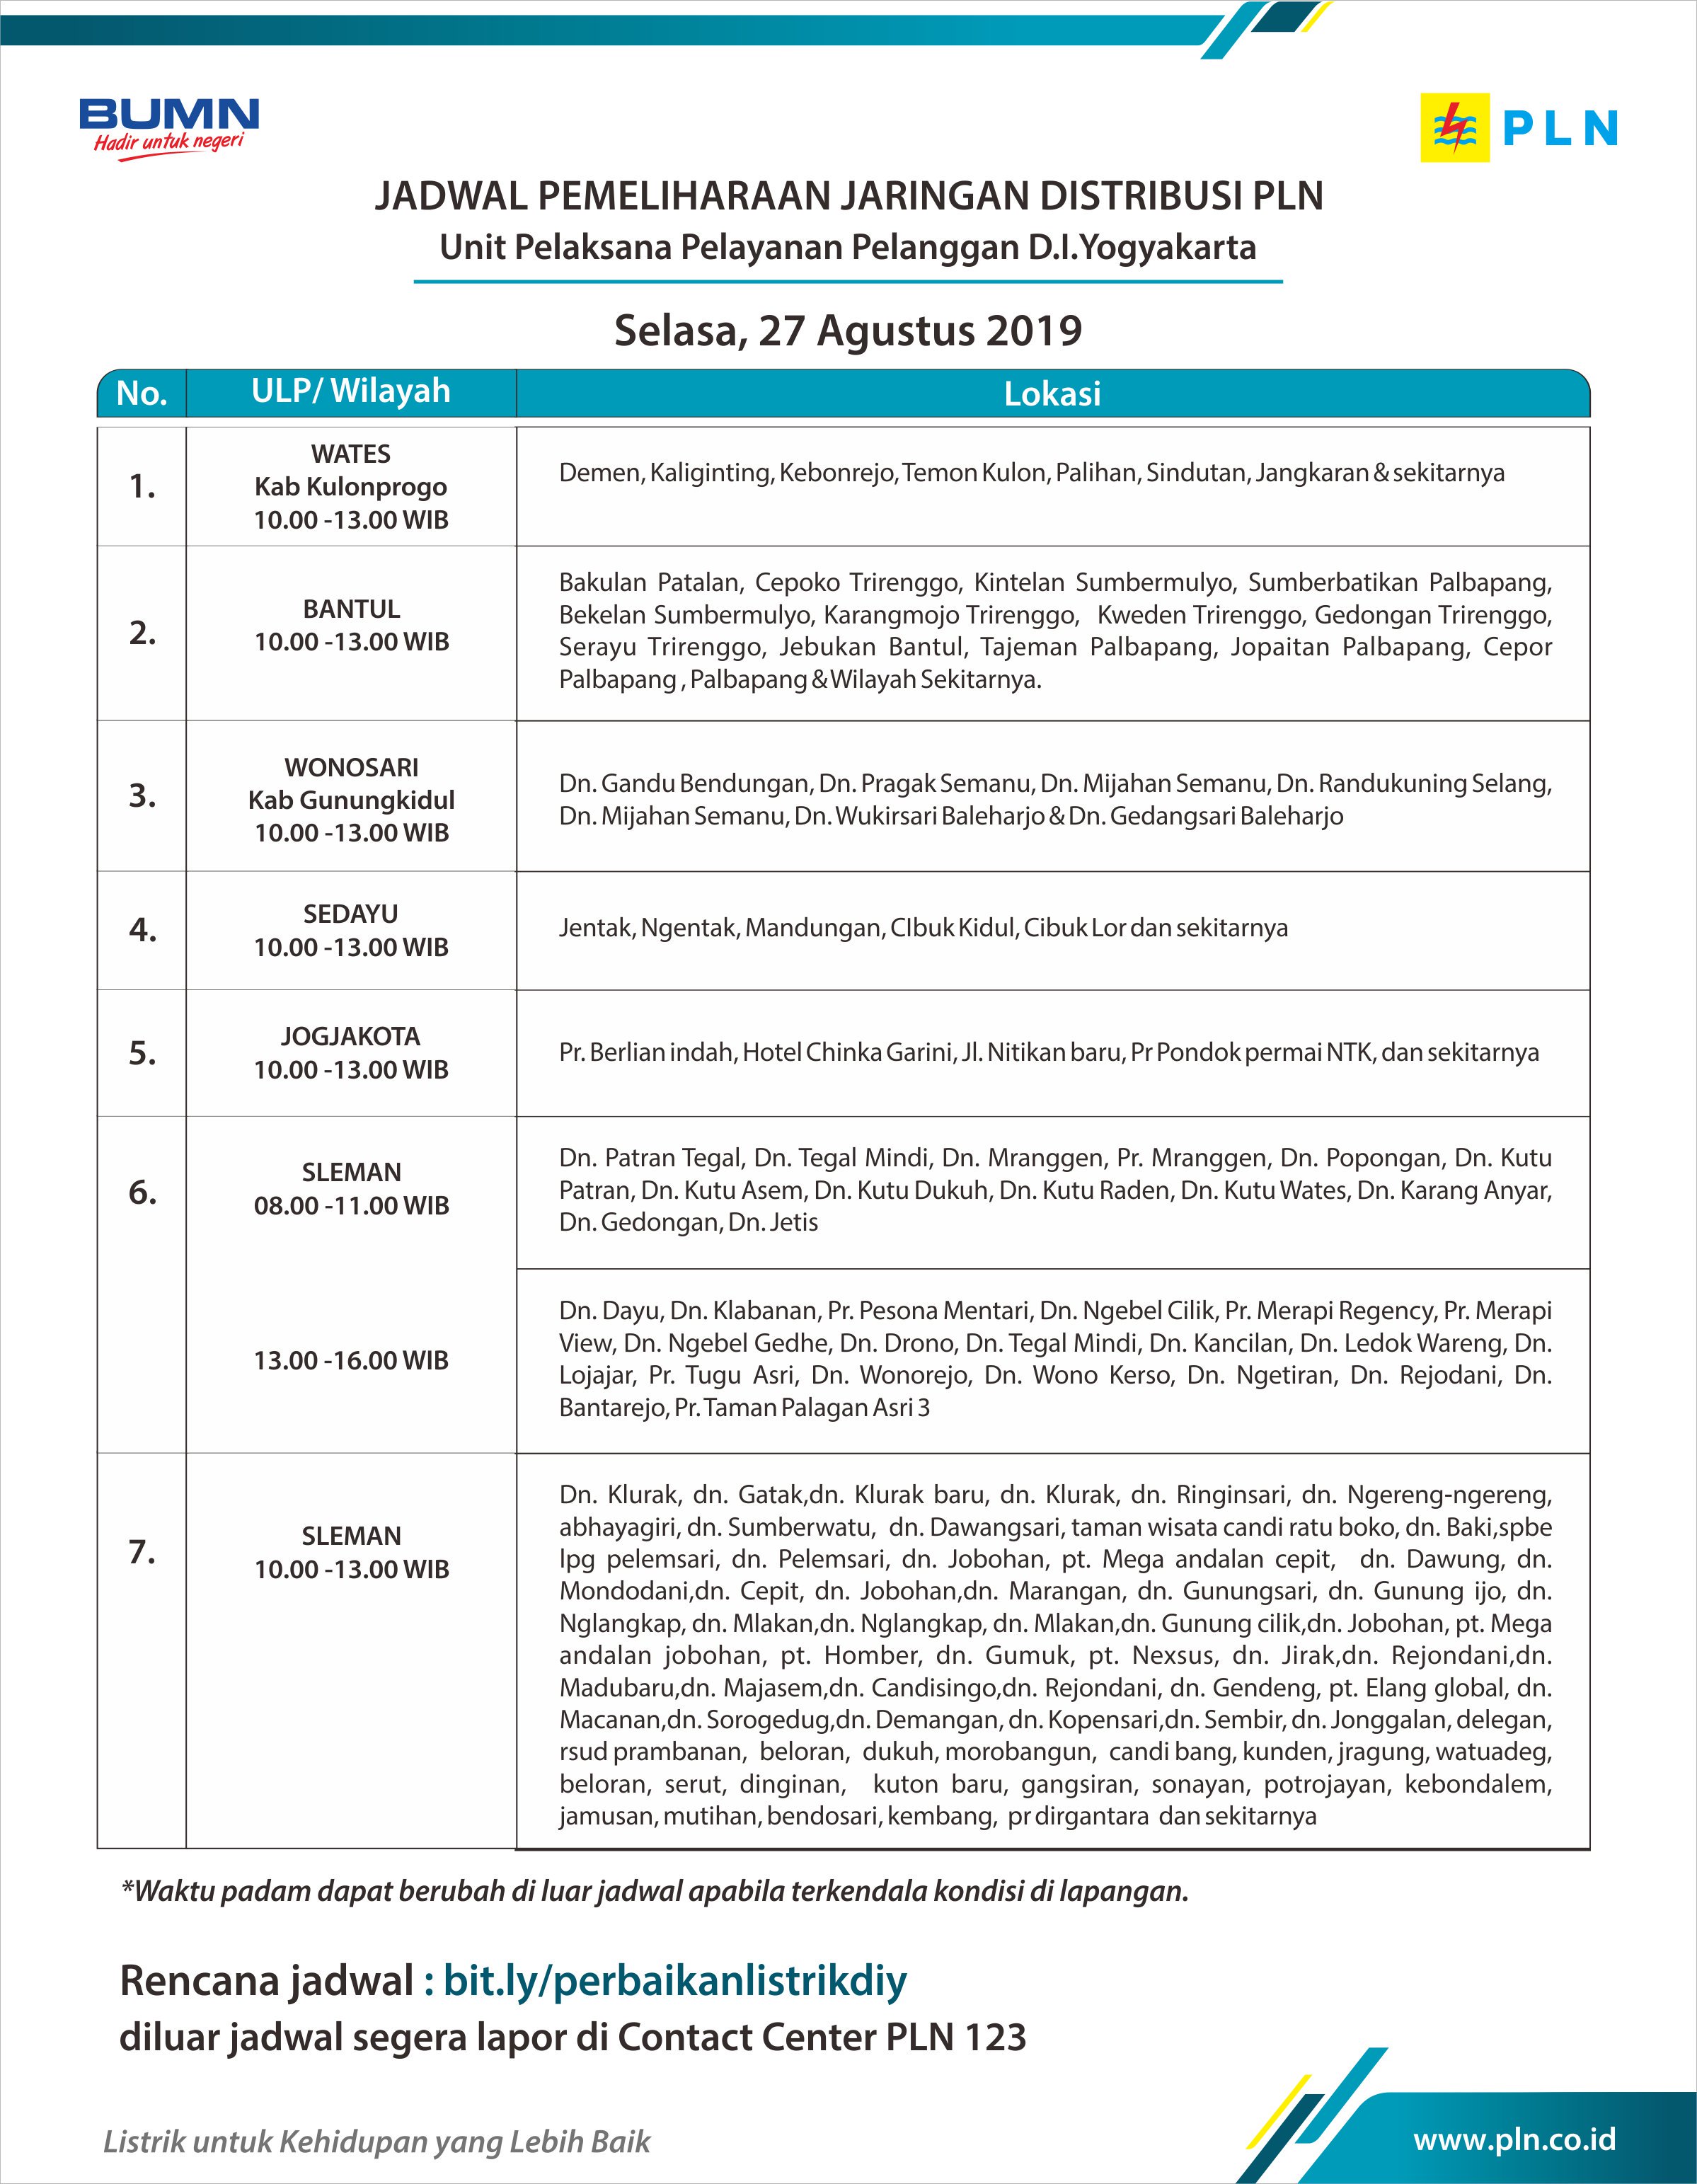 BUMN
Hadir untuk negeri
PLN
JADWAL PEMELIHARAAN JARINGAN DISTRIBUSI PLN
Unit Pelaksana Pelayanan Pelanggan D.I.Yogyakarta
Selasa, 27 Agustus 2019
No.
ULP/ Wilayah
Lokasi
1.
WATES
Kab Kulonprogo
10.00 -13.00 WIB
Demen, Kaliginting, Kebonrejo, Temon Kulon, Palihan, Sindutan, Jangkaran & sekitarnya
2.
BANTUL
10.00 -13.00 WIB
Bakulan Patalan, Cepoko Trirenggo, Kintelan Sumbermulyo, Sumberbatikan Palbapang,
Bekelan Sumbermulyo, Karangmojo Trirenggo, Kweden Trirenggo, Gedongan Trirenggo,
Serayu Trirenggo, Jebukan Bantul, Tajeman Palbapang, Jopaitan Palbapang, Cepor
Palbapang , Palbapang & Wilayah Sekitarnya.
3.
WONOSARI
Kab Gunungkidul
10.00 -13.00 WIB
Dn. Gandu Bendungan, Dn. Pragak Semanu, Dn. Mijahan Semanu, Dn. Randukuning Selang,
Dn. Mijahan Semanu, Dn. Wukirsari Baleharjo & Dn. Gedangsari Baleharjo
4.
SEDAYU
10.00 -13.00 WIB
Jentak, Ngentak, Mandungan, CIbuk Kidul, Cibuk Lor dan sekitarnya
5.
JOGJAKOTA
10.00 -13.00 WIB
Pr. Berlian indah, Hotel Chinka Garini, Jl. Nitikan baru, Pr Pondok permai NTK, dan sekitarnya
6.
SLEMAN
08.00 -11.00 WIB
Dn. Patran Tegal, Dn. Tegal Mindi, Dn. Mranggen, Pr. Mranggen, Dn. Popongan, Dn. Kutu
Patran, Dn. Kutu Asem, Dn. Kutu Dukuh, Dn. Kutu Raden, Dn. Kutu Wates, Dn. Karang Anyar,
Dn. Gedongan, Dn. Jetis
13.00 -16.00 WIB
Dn. Dayu, Dn. Klabanan, Pr. Pesona Mentari, Dn. Ngebel Cilik, Pr. Merapi Regency, Pr. Merapi
View, Dn. Ngebel Gedhe, Dn. Drono, Dn. Tegal Mindi, Dn. Kancilan, Dn. Ledok Wareng, Dn.
Lojajar, Pr. Tugu Asri, Dn. Wonorejo, Dn. Wono Kerso, Dn. Ngetiran, Dn. Rejodani, Dn.
Bantarejo, Pr. Taman Palagan Asri 3
7.
SLEMAN
10.00 -13.00 WIB
Dn. Klurak, dn. Gatak,dn. Klurak baru, dn. Klurak, dn. Ringinsari, dn. Ngereng-ngereng,
abhayagiri, dn. Sumberwatu, dn. Dawangsari, taman wisata candi ratu boko, dn. Baki,spbe
lpg pelemsari, dn. Pelemsari, dn. Jobohan, pt. Mega andalan cepit, dn. Dawung, dn.
Mondodani,dn. Cepit, dn. Jobohan,dn. Marangan, dn. Gunungsari, dn. Gunung ijo, dn.
Nglangkap, dn. Mlakan,dn. Nglangkap, dn. Mlakan,dn. Gunung cilik,dn. Jobohan, pt. Mega
andalan jobohan, pt. Homber, dn. Gumuk, pt. Nexsus, dn. Jirak,dn. Rejondani,dn.
Madubaru,dn. Majasem,dn. Candisingo,dn. Rejondani, dn. Gendeng, pt. Elang global, dn.
Macanan,dn. Sorogedug,dn. Demangan, dn. Kopensari,dn. Sembir, dn. Jonggalan, delegan,
rsud prambanan, beloran, dukuh, morobangun, candi bang, kunden, jragung, watuadeg,
beloran, serut, dinginan, kuton baru, gangsiran, sonayan, potrojayan, kebondalem,
jamusan, mutihan, bendosari, kembang, pr dirgantara dan sekitarnya
*Waktu padam dapat berubah di luar jadwal apabila terkendala kondisi di lapangan.
Rencana jadwal : bit.ly/perbaikanlistrikdiy
diluar jadwal segera lapor di Contact Center PLN 123
Listrik untuk Kehidupan yang Lebih Baik
www.pln.co.id